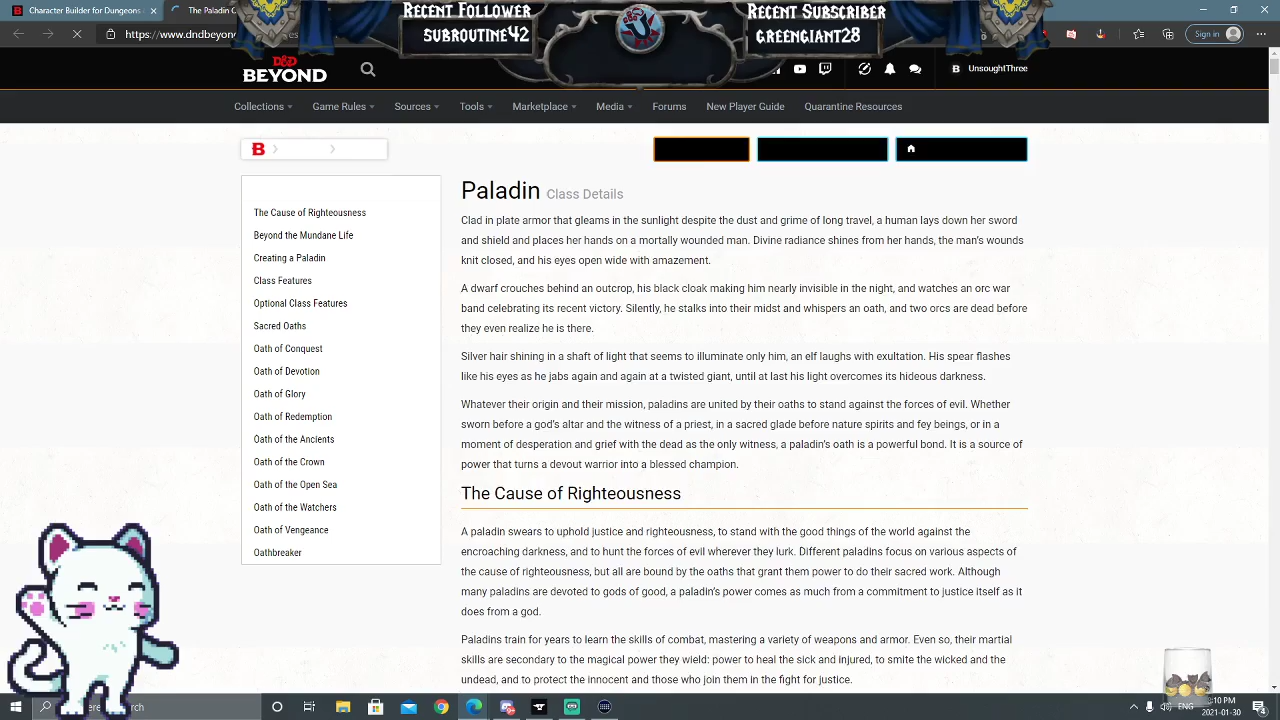 Recent Follower
subroutine42
Recent Subscriber
greengiant28
Character Builder for Dungeons
The Paladin C
https://www.dndbeyon
Sign in
D&D
BEYOND
UnsoughtThree
Collections
Game Rules
Sources
Tools
Marketplace
Media
Forums
New Player Guide
Quarantine Resources
B
The Cause of Righteousness
Beyond the Mundane Life
Creating a Paladin
Class Features
Optional Class Features
Sacred Oaths
Oath of Conquest
Oath of Devotion
Oath of Glory
Oath of Redemption
Oath of the Ancients
Oath of the Crown
Oath of the Open Sea
Oath of the Watchers
Oath of Vengeance
Oathbreaker
Paladin Class Details
Clad in plate armor that gleams in the sunlight despite the dust and grime of long travel, a human lays down her sword
and shield and places her hands on a mortally wounded man. Divine radiance shines from her hands, the man's wounds
knit closed, and his eyes open wide with amazement.
A dwarf crouches behind an outcrop, his black cloak making him nearly invisible in the night, and watches an orc war
band celebrating its recent victory. Silently, he stalks into their midst and whispers an oath, and two orcs are dead before
they even realize he is there.
Silver hair shining in a shaft of light that seems to illuminate only him, an elf laughs with exultation. His spear flashes
like his eyes as he jabs again and again at a twisted giant, until at last his light overcomes its hideous darkness.
Whatever their origin and their mission, paladins are united by their oaths to stand against the forces of evil. Whether
sworn before a god's altar and the witness of a priest, in a sacred glade before nature spirits and fey beings, or in a
moment of desperation and grief with the dead as the only witness, a paladin's oath is a powerful bond. It is a source of
power that turns a devout warrior into a blessed champion.
The Cause of Righteousness
A paladin swears to uphold justice and righteousness, to stand with the good things of the world against the
encroaching darkness, and to hunt the forces of evil wherever they lurk. Different paladins focus on various aspects of
the cause of righteousness, but all are bound by the oaths that grant them power to do their sacred work. Although
many paladins are devoted to gods of good, a paladin's power comes as much from a commitment to justice itself as it
does from a god.
Paladins train for years to learn the skills of combat, mastering a variety of weapons and armor. Even so, their martial
skills are secondary to the magical power they wield: power to heal the sick and injured, to smite the wicked and the
undead, and to protect the innocent and those who join them in the fight for justice.
ere to search
ENG
:10 PM
2021-01-30